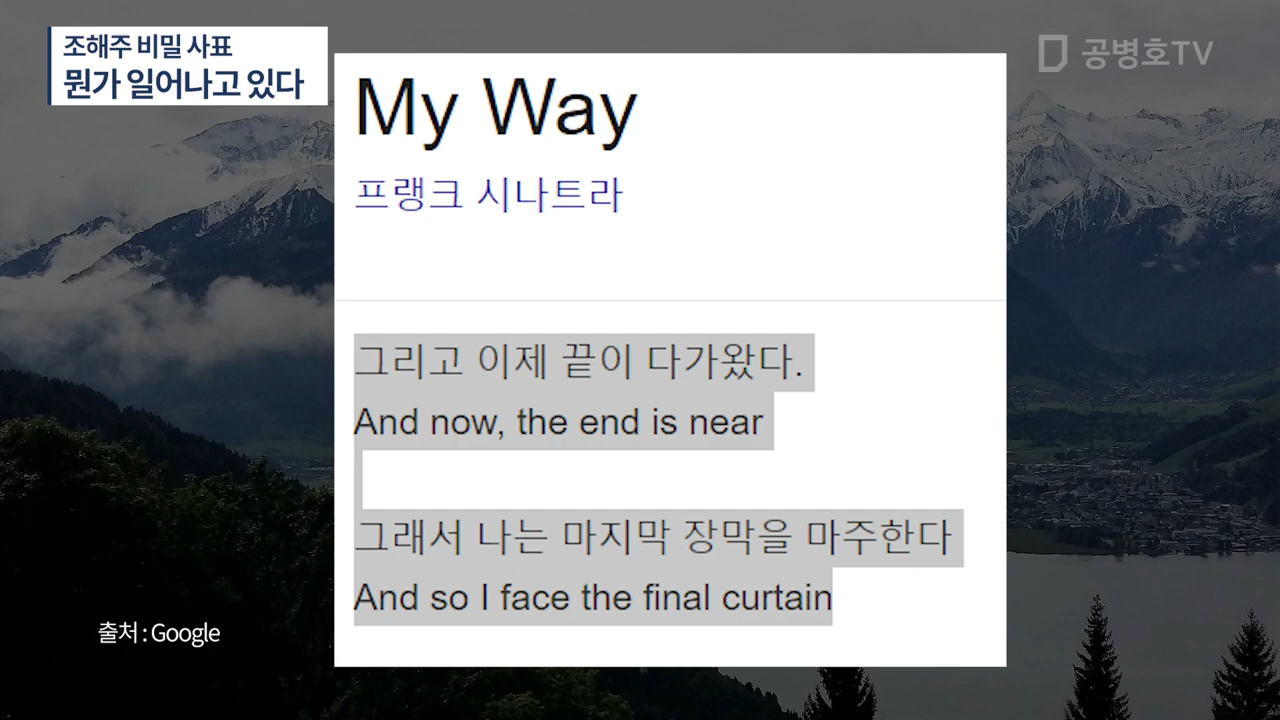 조해주 비밀 사표
뭔가 일어나고 있다
공병호TV
My Way
프랭크 시나트라
그리고 이제 끝이 다가왔다.
And now, the end is near
그래서 나는 마지막 장막을 마주한다
And so I face the final curtain
출처 : Google